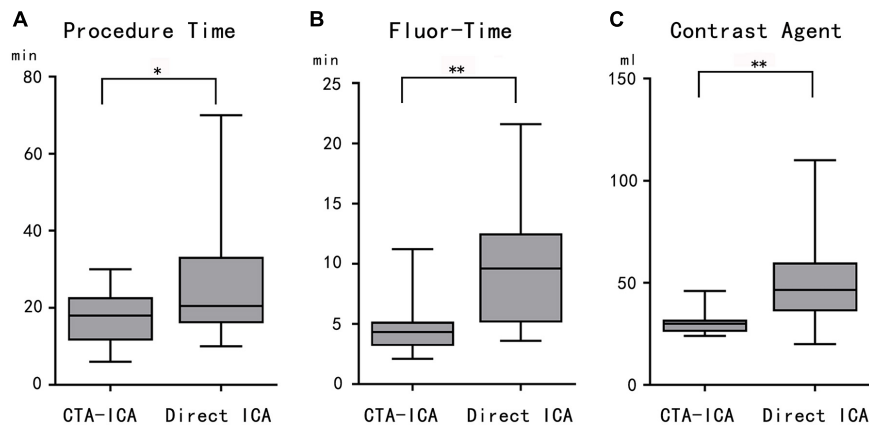 A
Procedure Time
min
*
80
60
40
20
0
CTA-ICA
Direct ICA
B
Fluor-Time
min
**
25
20
15
10
5
0
CTA-ICA
Direct ICA
C
Contrast Agent
ml
**
150
100
50
0
CTA-ICA
Direct ICA